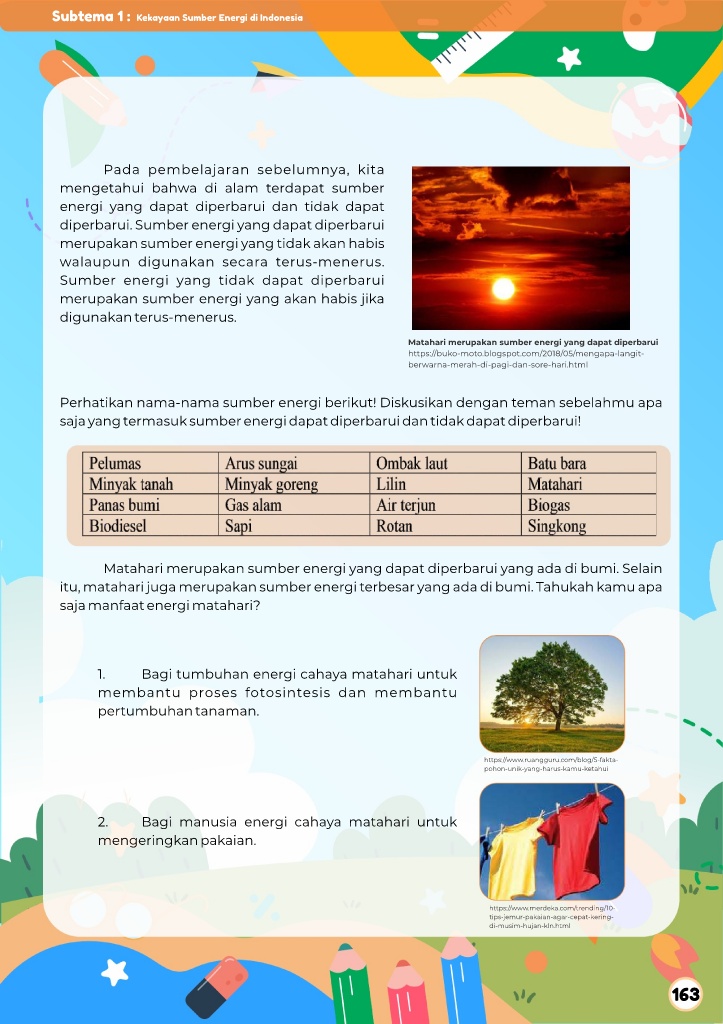 Subtema 1 : Kekayaan Sumber Energi di Indonesia
Pada pembelajaran sebelumnya, kita
mengetahui bahwa di alam terdapat sumber
energi yang dapat diperbarui dan tidak dapat
diperbarui. Sumber energi yang dapat diperbarui
merupakan sumber energi yang tidak akan habis
walaupun digunakan secara terus-menerus.
Sumber energi yang tidak dapat diperbarui
merupakan sumber energi yang akan habis jika
digunakan terus-menerus.
Matahari merupakan sumber energi yang dapat diperbarui
https://buko-moto.blogspot.com/2018/05/mengapa-langit-
berwarna-merah-di-pagi-dan-sore-hari.html
Perhatikan nama-nama sumber energi berikut! Diskusikan dengan teman sebelahmu apa
saja yang termasuk sumber energi dapat diperbarui dan tidak dapat diperbarui!
Pelumas Arus sungai Ombak laut Batu bara
Minyak tanah Minyak goreng Lilin Matahari
Panas bumi Gas alam Air terjun Biogas
Biodiesel Sapi Rotan Singkong
Matahari merupakan sumber energi yang dapat diperbarui yang ada di bumi. Selain
itu, matahari juga merupakan sumber energi terbesar yang ada di bumi. Tahukah kamu apa
saja manfaat energi matahari?
1. Bagi tumbuhan energi cahaya matahari untuk
membantu proses fotosintesis dan membantu
pertumbuhan tanaman.
https://www.ruangguru.com/blog/5-fakta-
pohon-unik-yang-harus-kamu-ketahui
2. Bagi manusia energi cahaya matahari untuk
mengeringkan pakaian.
https://www.merdeka.com/trending/10-
tips-jemur-pakaian-agar-cepat-kering-
di-musim-hujan-kln.html
163